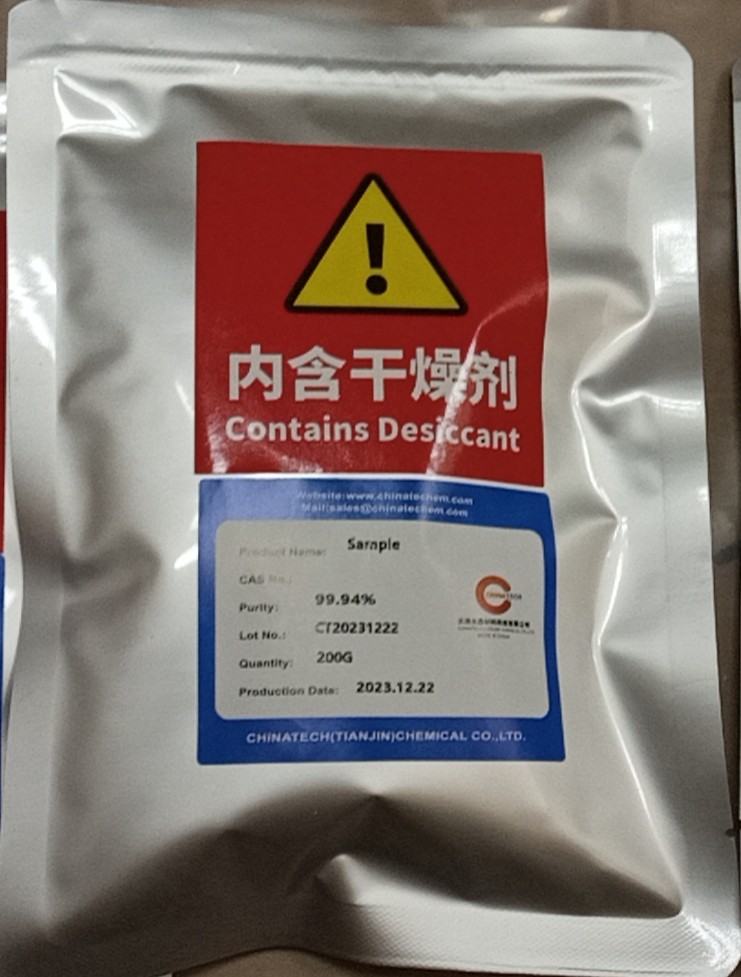 内含干燥剂
Contains Desiccant
Website:www.chinatechem.com
Mail:sales@chinatechem.com
Product Name: Sample
CAS No.:
Purity: 99.94%
Lot No.: CT20231222
Quantity: 200G
Production Date: 2023.12.22
CHINATECH(TIANJIN)CHEMICAL CO.,LTD.